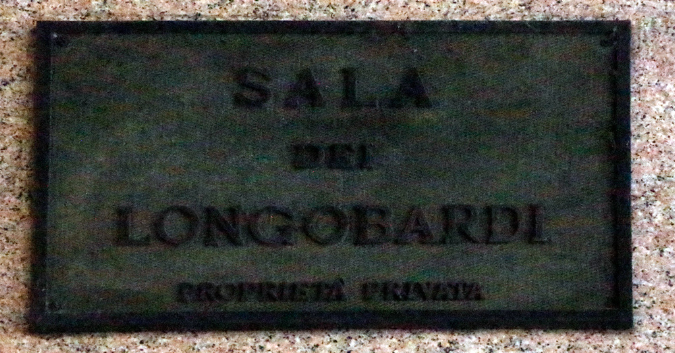 SALA
DEI
LONGOBARDI
PROPRIETÀ PRIVATA